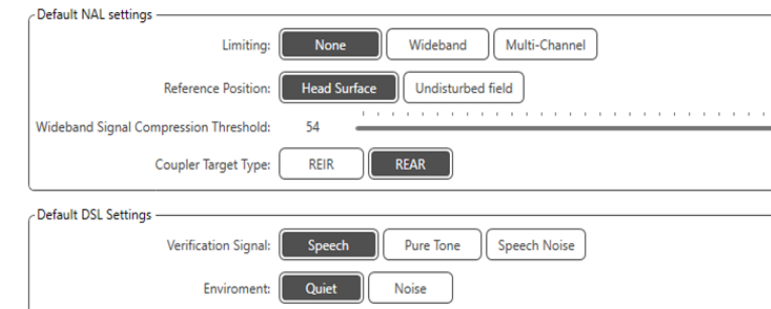 Default NAL settings
Limiting: None Wideband Multi-Channel
Reference Position: Head Surface Undisturbed field
Wideband Signal Compression Threshold: 54
Coupler Target Type: REIR REAR
Default DSL Settings
Verification Signal: Speech Pure Tone Speech Noise
Enviroment: Quiet Noise